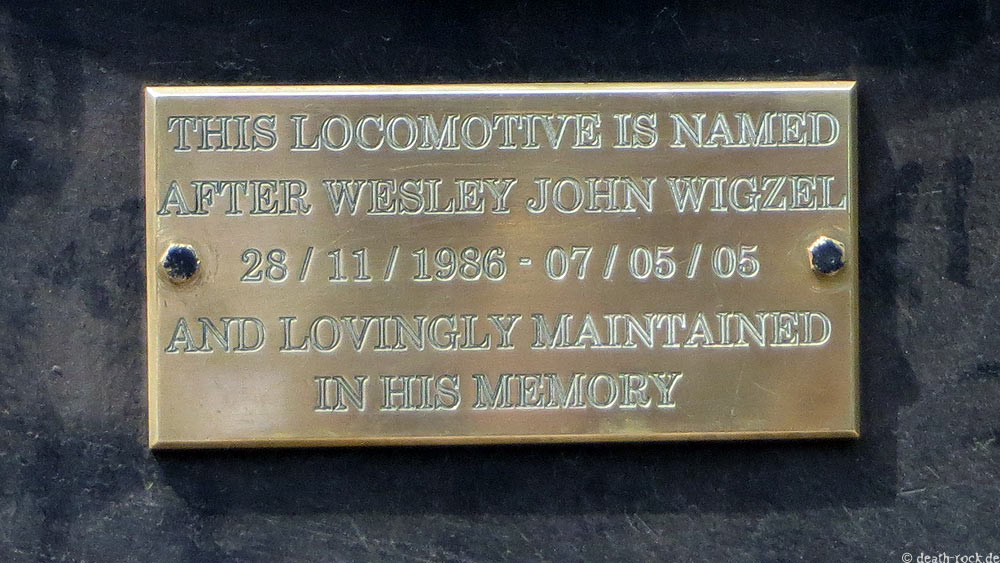 THIS LOCOMOTIVE IS NAMED
AFTER WESLEY JOHN WIGZEL
28 / 11 / 1986 - 07 / 05 / 05
AND LOVINGLY MAINTAINED
IN HIS MEMORY
© death-rock.de